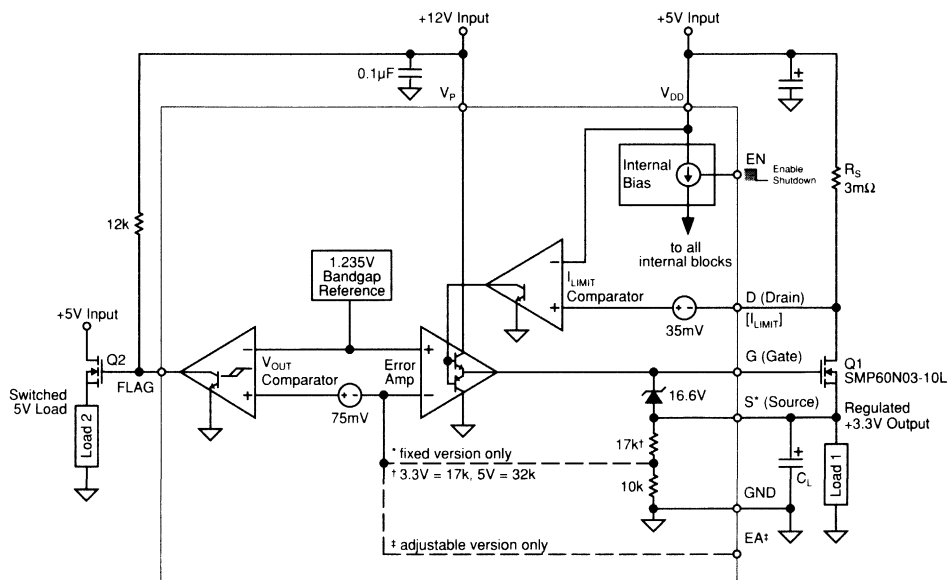 +12V Input
+5V Input
0.1µF
V_P
V_DD
EN
Enable
Shutdown
Internal
Bias
R_S
3mΩ
12k
to all
internal blocks
1.235V
Bandgap
Reference
I_LIMIT
Comparator
D (Drain)
[I_LIMIT]
35mV
+5V Input
Q2
FLAG
V_OUT
Comparator
Error
Amp
G (Gate)
Q1
SMP60N03-10L
16.6V
S* (Source)
Regulated
+3.3V Output
Switched
5V Load
Load 2
75mV
17k†
* fixed version only
† 3.3V = 17k, 5V = 32k
10k
C_L
Load 1
GND
EA‡
‡ adjustable version only